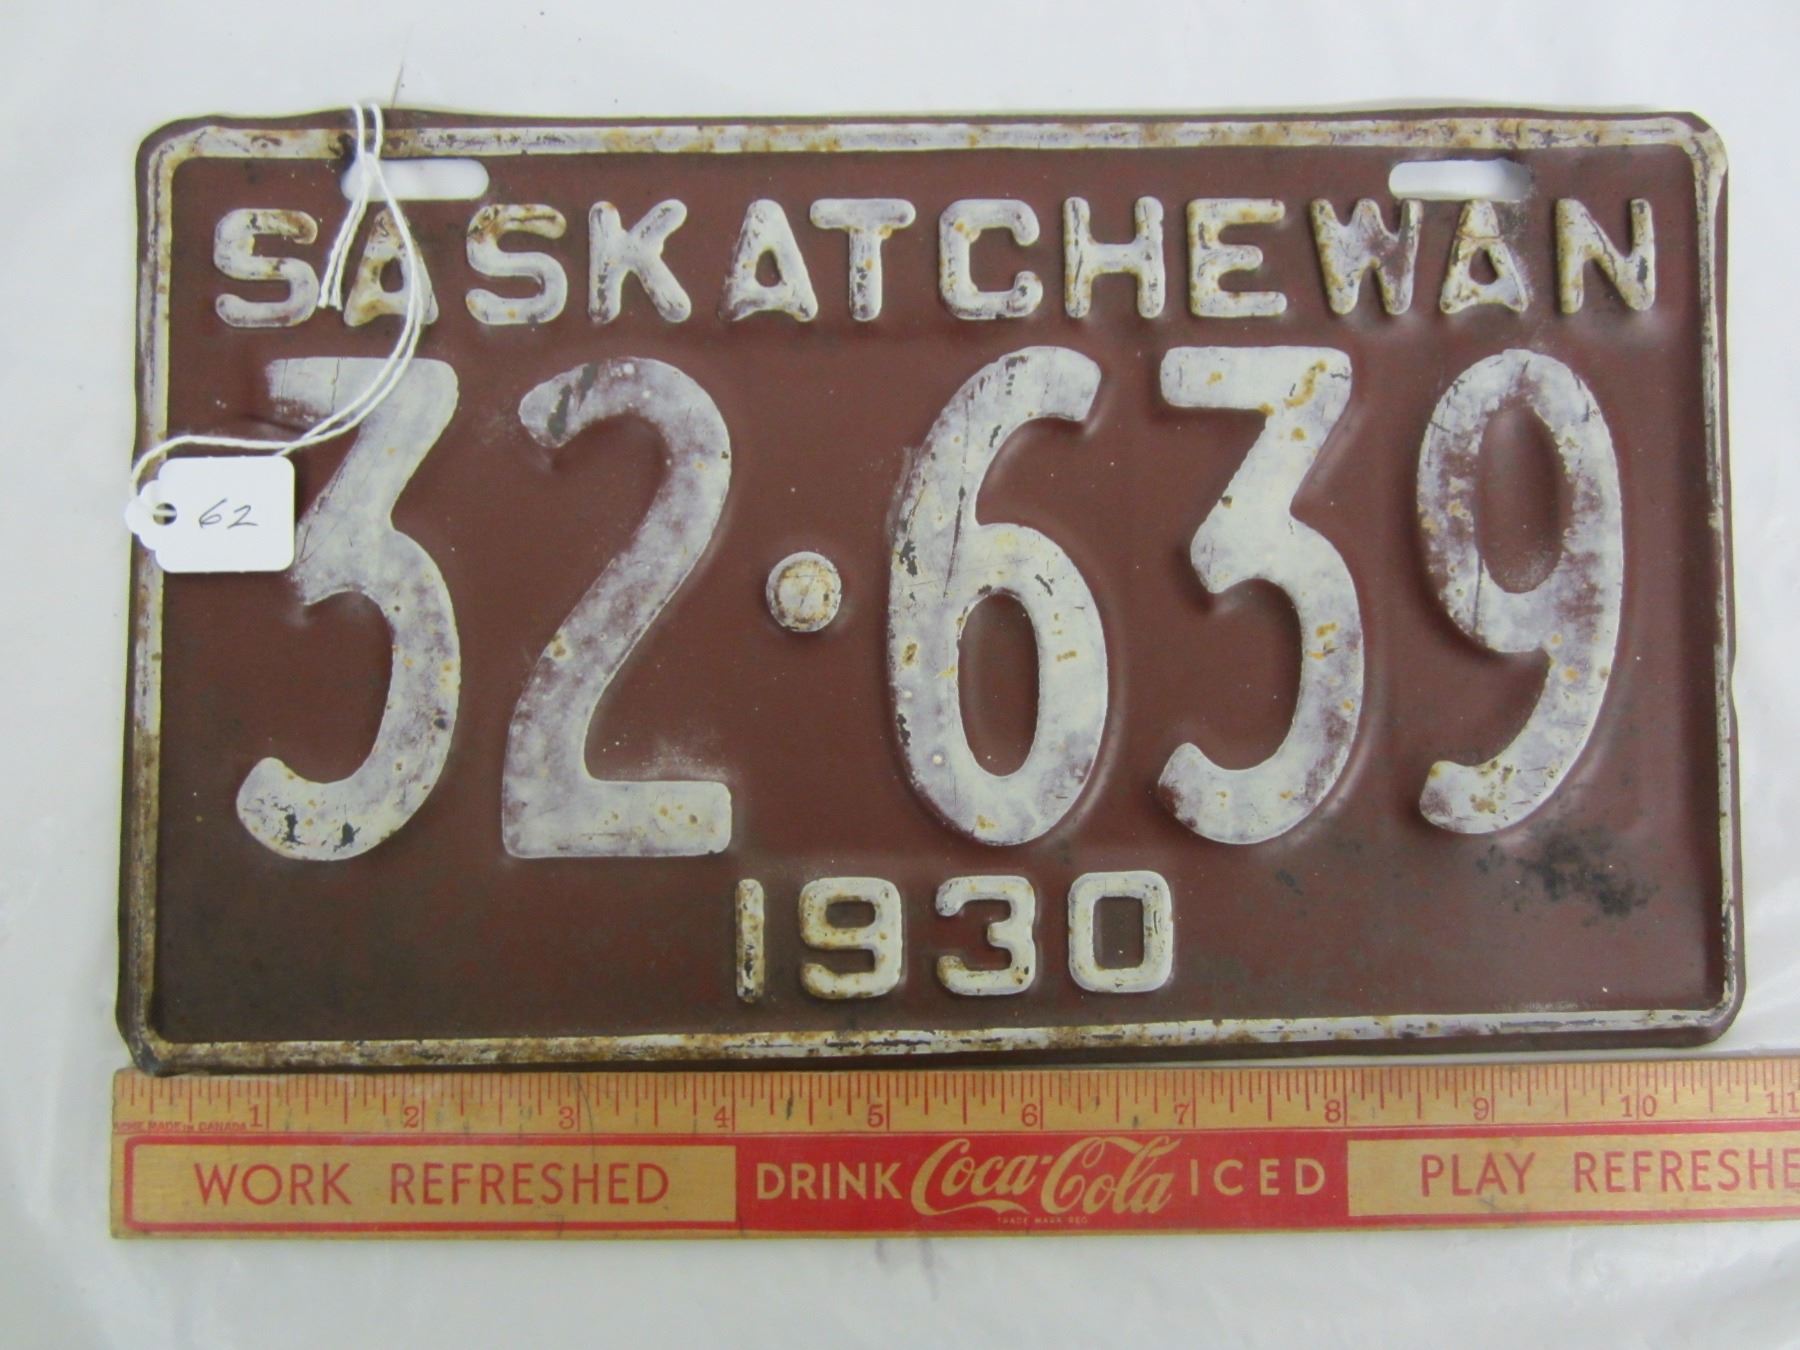 SASKATCHEWAN
62
32·639
1930
1 2 3 4 5 6 7 8 9 10 11
ACME MADE IN CANADA
WORK REFRESHED DRINK Coca-Cola ICED PLAY REFRESHE
TRADE MARK REG